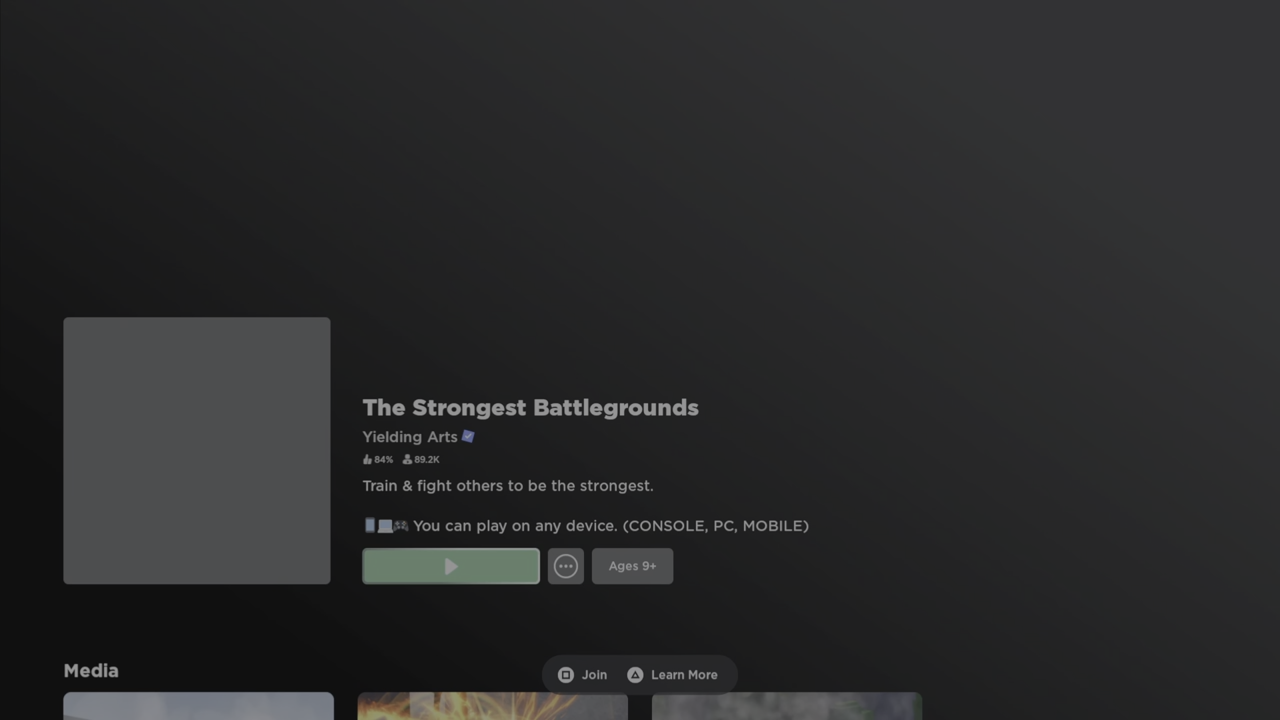 The Strongest Battlegrounds
Yielding Arts
84% 89.2K
Train & fight others to be the strongest.
You can play on any device. (CONSOLE, PC, MOBILE)
Ages 9+
Media
Join Learn More